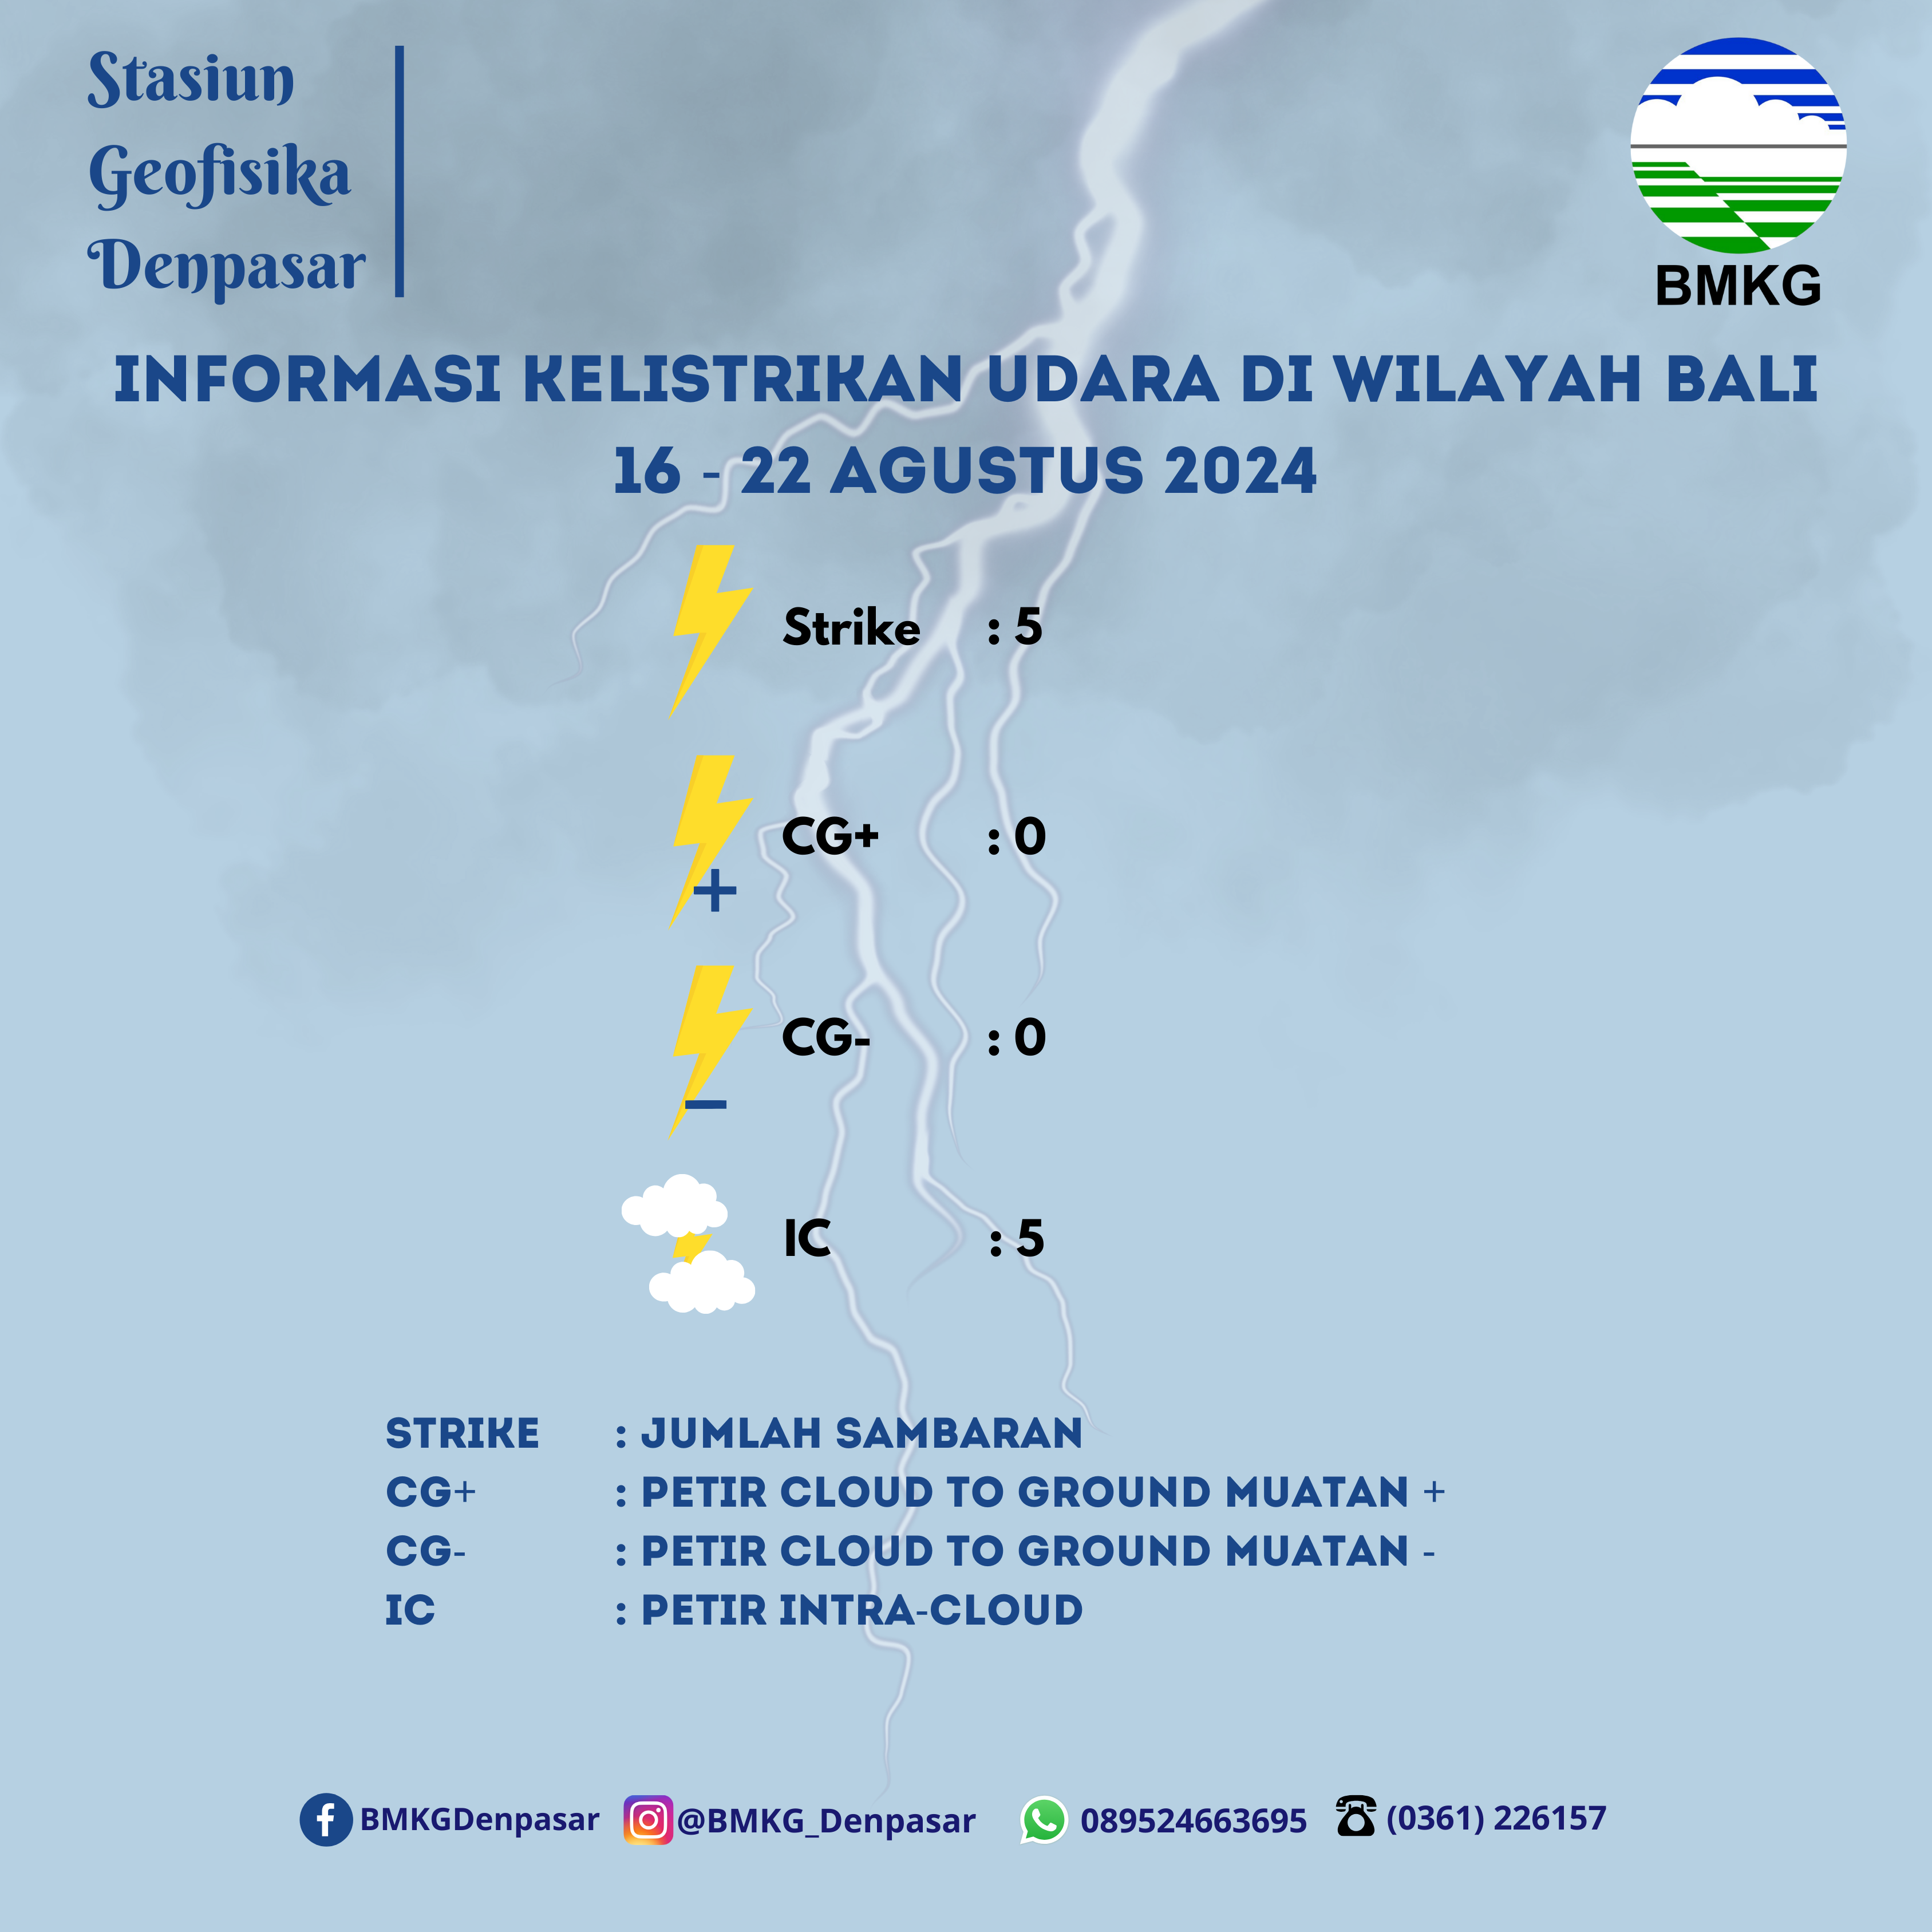 Stasiun
Geofisika
Denpasar
BMKG
INFORMASI KELISTRIKAN UDARA DI WILAYAH BALI
16 - 22 AGUSTUS 2024
Strike : 5
CG+ : 0
+
CG- : 0
-
IC : 5
STRIKE : JUMLAH SAMBARAN
CG+ : PETIR CLOUD TO GROUND MUATAN +
CG- : PETIR CLOUD TO GROUND MUATAN -
IC : PETIR INTRA-CLOUD
BMKGDenpasar @BMKG_Denpasar 089524663695 (0361) 226157